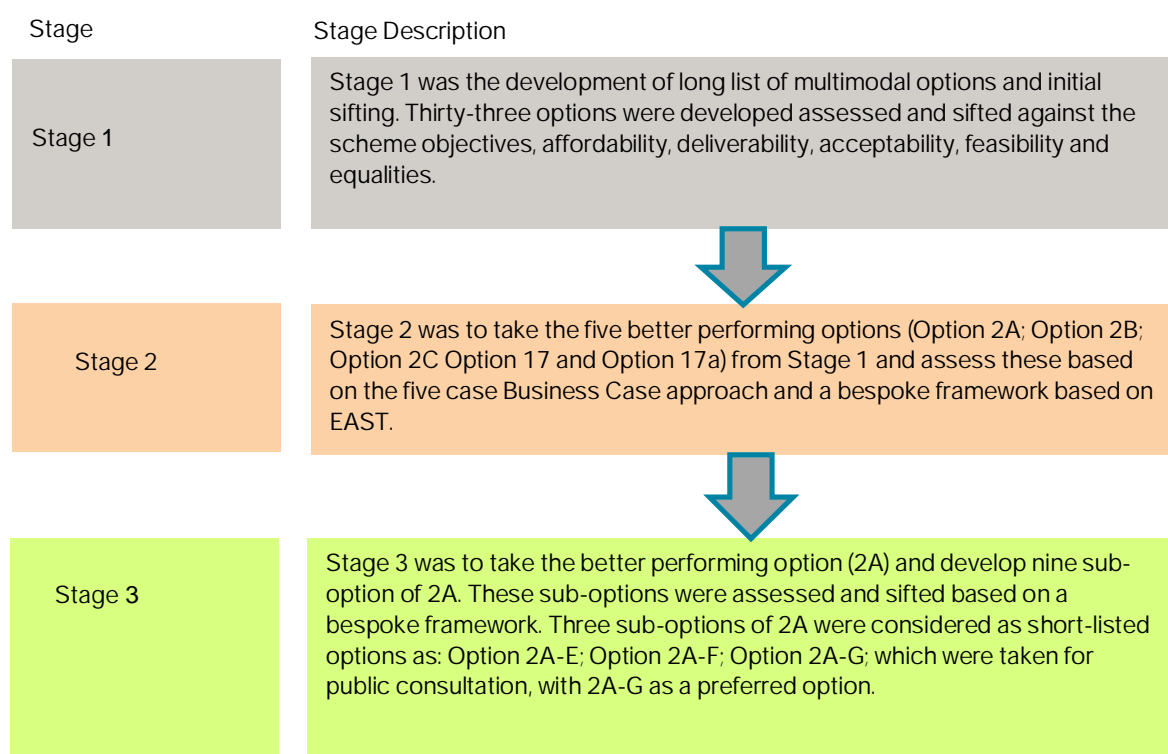 Stage
Stage Description
Stage 1
Stage 1 was the development of long list of multimodal options and initial
sifting. Thirty-three options were developed assessed and sifted against the
scheme objectives, affordability, deliverability, acceptability, feasibility and
equalities.
Stage 2
Stage 2 was to take the five better performing options (Option 2A; Option 2B;
Option 2C Option 17 and Option 17a) from Stage 1 and assess these based
on the five case Business Case approach and a bespoke framework based on
EAST.
Stage 3
Stage 3 was to take the better performing option (2A) and develop nine sub-
option of 2A. These sub-options were assessed and sifted based on a
bespoke framework. Three sub-options of 2A were considered as short-listed
options as: Option 2A-E; Option 2A-F; Option 2A-G; which were taken for
public consultation, with 2A-G as a preferred option.